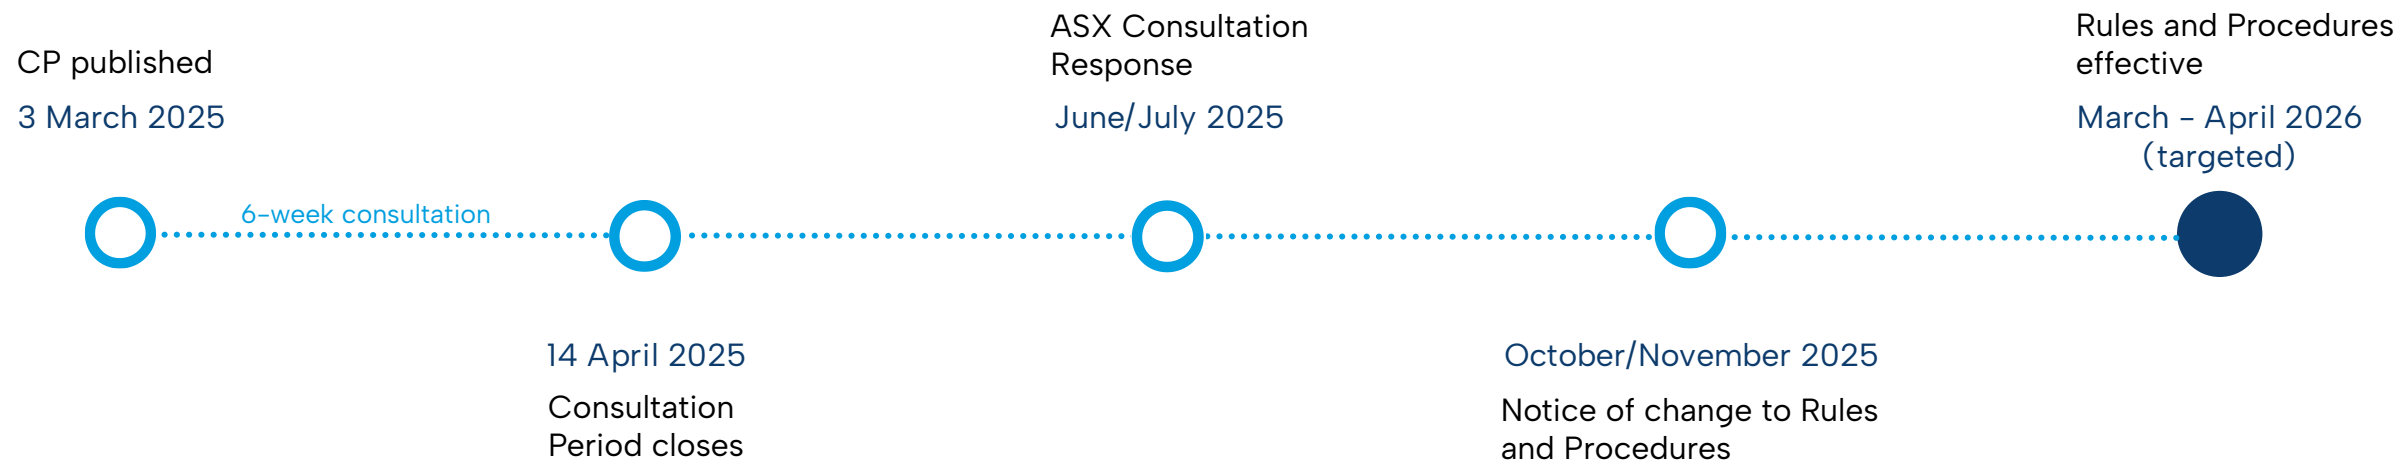 CP published
3 March 2025
6-week consultation
14 April 2025
Consultation
Period closes
ASX Consultation
Response
June/July 2025
October/November 2025
Notice of change to Rules
and Procedures
Rules and Procedures
effective
March - April 2026
(targeted)